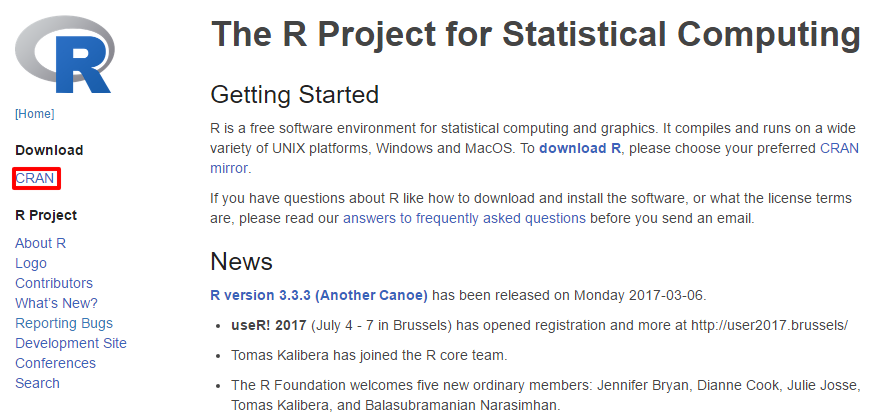 R
[Home]
Download
CRAN
R Project
About R
Logo
Contributors
What's New?
Reporting Bugs
Development Site
Conferences
Search
The R Project for Statistical Computing
Getting Started
R is a free software environment for statistical computing and graphics. It compiles and runs on a wide
variety of UNIX platforms, Windows and MacOS. To download R, please choose your preferred CRAN
mirror.
If you have questions about R like how to download and install the software, or what the license terms
are, please read our answers to frequently asked questions before you send an email.
News
R version 3.3.3 (Another Canoe) has been released on Monday 2017-03-06.
• useR! 2017 (July 4 - 7 in Brussels) has opened registration and more at http://user2017.brussels/
• Tomas Kalibera has joined the R core team.
• The R Foundation welcomes five new ordinary members: Jennifer Bryan, Dianne Cook, Julie Josse,
Tomas Kalibera, and Balasubramanian Narasimhan.